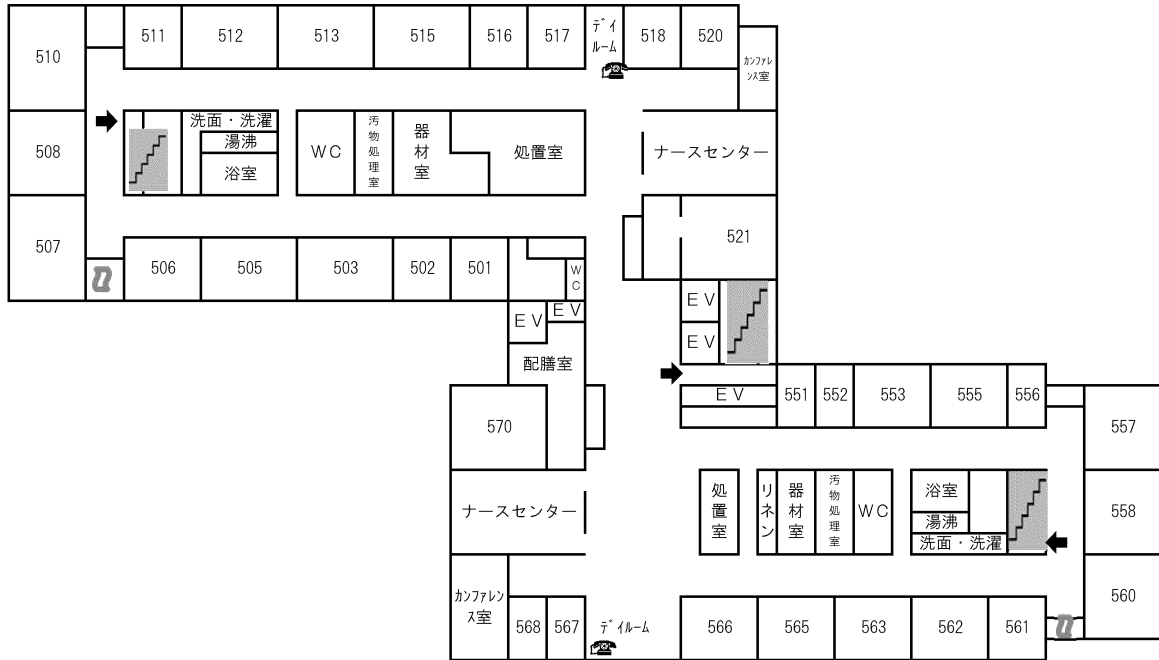 510
511
512
513
515
516
517
ﾃﾞｲ
ﾙｰﾑ
518
520
ｶﾝﾌｧﾚ
ﾝｽ室
508
洗面・洗濯
湯沸
浴室
ＷＣ
汚物処理室
器材室
処置室
ナースセンター
507
506
505
503
502
501
ＷＣ
521
ＥＶ
ＥＶ
ＥＶ
ＥＶ
配膳室
ＥＶ
551
552
553
555
556
557
570
ナースセンター
処置室
リネン
器材室
汚物処理室
ＷＣ
浴室
湯沸
洗面・洗濯
558
ｶﾝﾌｧﾚﾝ
ｽ室
568
567
ﾃﾞｲﾙｰﾑ
566
565
563
562
561
560